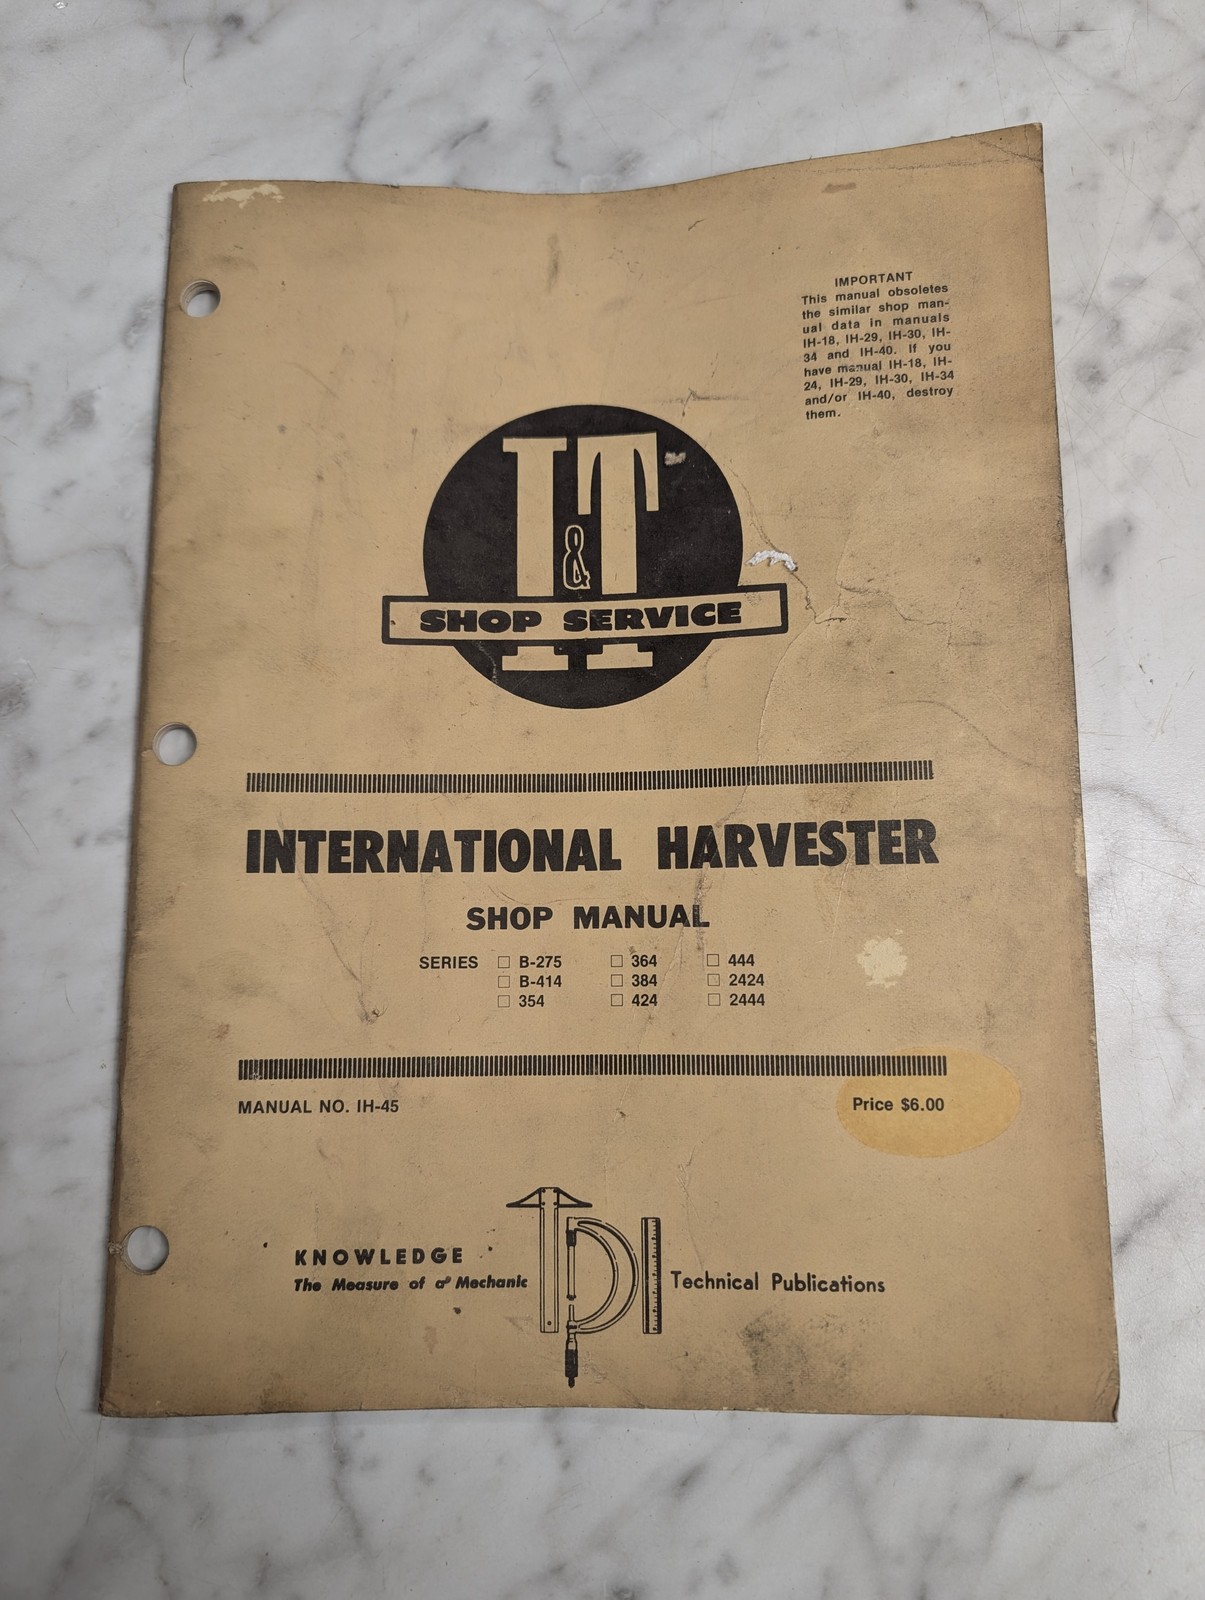 IMPORTANT
This manual obsoletes
the similar shop man-
ual data in manuals
IH-18, IH-29, IH-30, IH-
34 and IH-40. If you
have manual IH-18, IH-
24, IH-29, IH-30, IH-34
and/or IH-40, destroy
them.
I&T
SHOP SERVICE
INTERNATIONAL HARVESTER
SHOP MANUAL
SERIES □ B-275 □ 364 □ 444
□ B-414 □ 384 □ 2424
□ 354 □ 424 □ 2444
MANUAL NO. IH-45 Price $6.00
KNOWLEDGE
The Measure of a Mechanic
Technical Publications